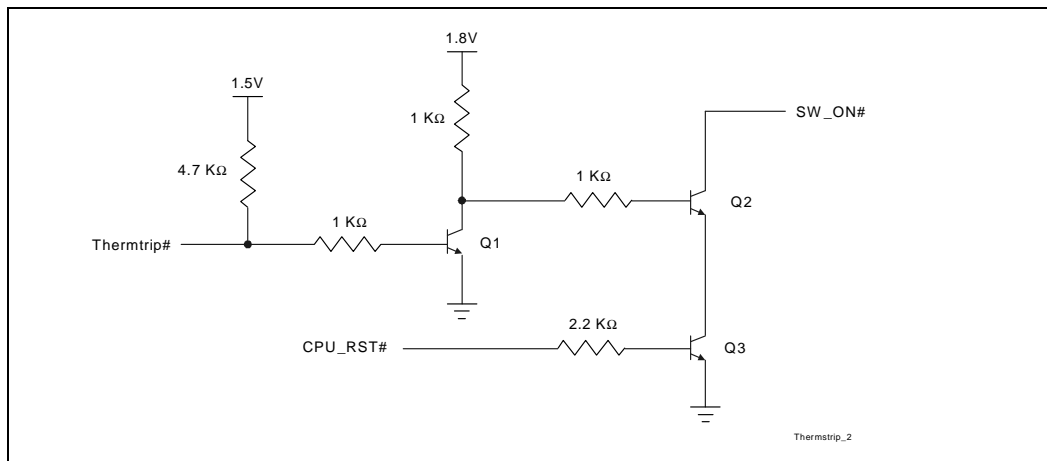 1.8V
1.5V
1 KΩ
SW_ON#
4.7 KΩ
1 KΩ
Q2
1 KΩ
Thermtrip#
Q1
2.2 KΩ
CPU_RST#
Q3
Thermstrip_2